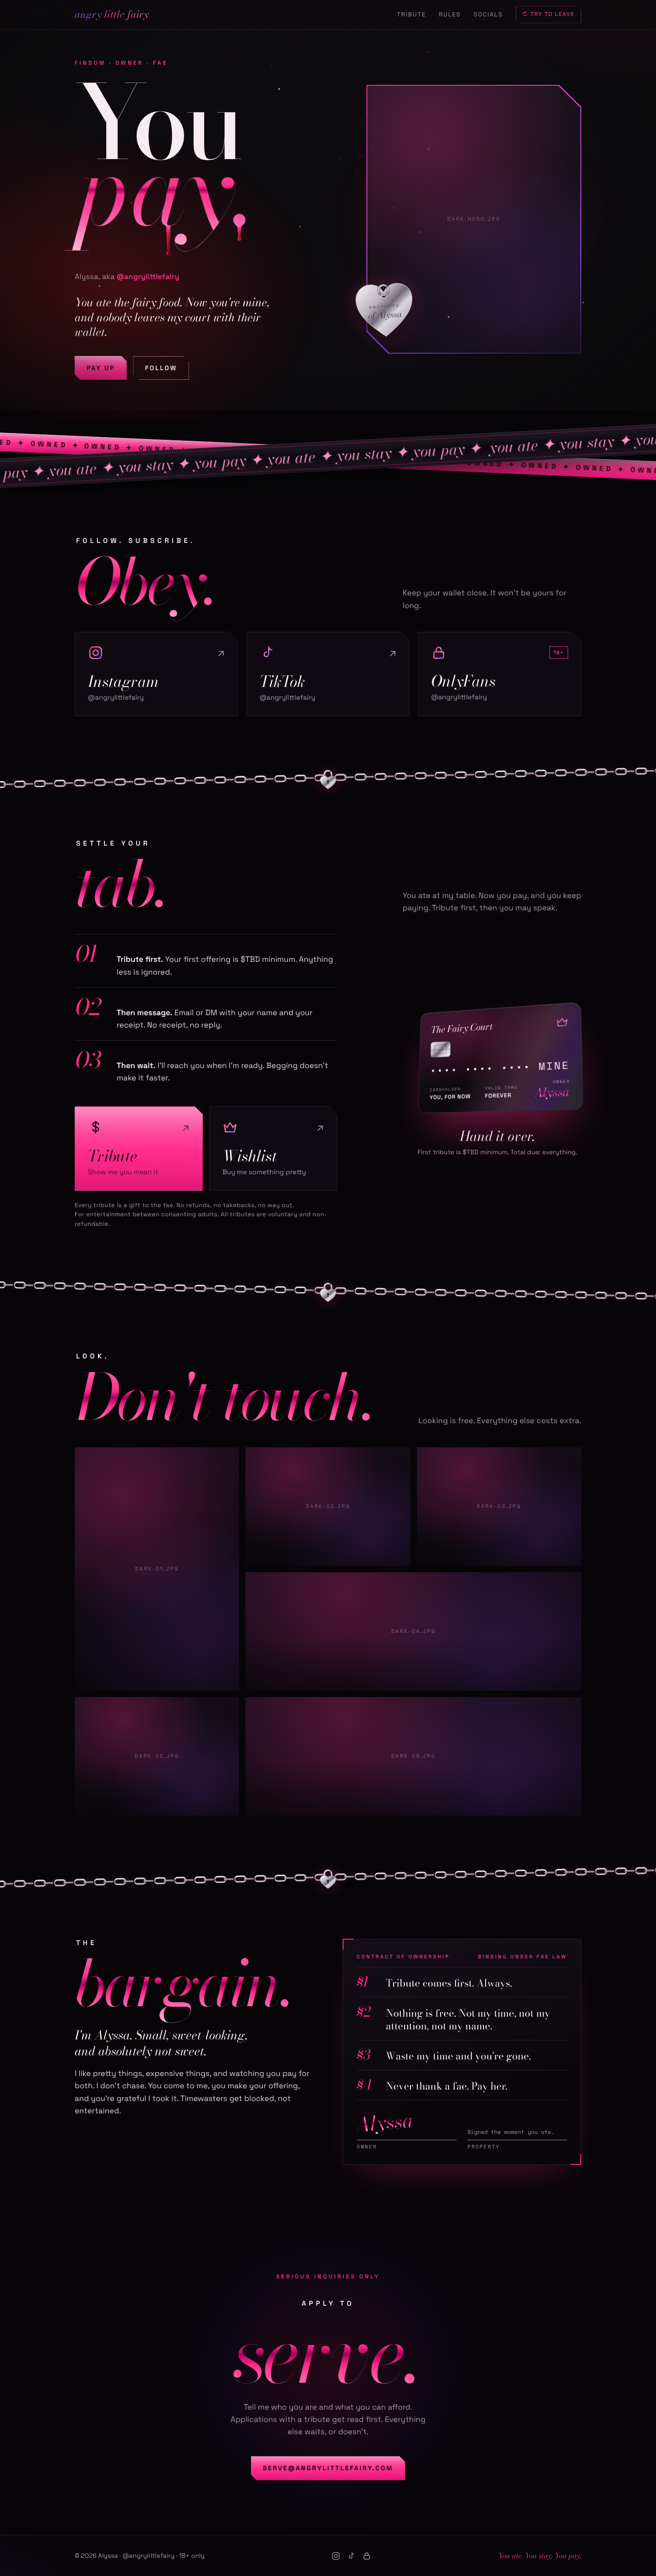 angry little fairy
TRIBUTE
RULES
SOCIALS
TRY TO LEAVE
FINDOM · OWNER · FAE
You
pay.
Alyssa, aka @angrylittlefairy
You ate the fairy food. Now you're mine,
and nobody leaves my court with their
wallet.
PAY UP
FOLLOW
DARK-HERO.JPG
PROPERTY
of Alyssa
ED ✦ OWNED ✦ OWNED ✦ OWNED
pay ✦ you ate ✦ you stay ✦ you pay ✦ you ate ✦ you stay ✦ you pay ✦ you ate ✦ you stay ✦ you
OWNED ✦ OWNED ✦ OWNED ✦ OWNE
FOLLOW. SUBSCRIBE.
Obey.
Keep your wallet close. It won't be yours for
long.
Instagram
@angrylittlefairy
TikTok
@angrylittlefairy
18+
OnlyFans
@angrylittlefairy
SETTLE YOUR
tab.
You ate at my table. Now you pay, and you keep
paying. Tribute first, then you may speak.
01
Tribute first. Your first offering is $TBD minimum. Anything
less is ignored.
02
Then message. Email or DM with your name and your
receipt. No receipt, no reply.
03
Then wait. I'll reach you when I'm ready. Begging doesn't
make it faster.
$
Tribute
Show me you mean it
Wishlist
Buy me something pretty
Every tribute is a gift to the fae. No refunds, no takebacks, no way out.
For entertainment between consenting adults. All tributes are voluntary and non-
refundable.
The Fairy Court
•••• •••• •••• MINE
CARDHOLDER
YOU, FOR NOW
VALID THRU
FOREVER
OWNER
Alyssa
Hand it over.
First tribute is $TBD minimum. Total due: everything.
LOOK.
Don't touch.
Looking is free. Everything else costs extra.
DARK-01.JPG
DARK-02.JPG
DARK-03.JPG
DARK-04.JPG
DARK-05.JPG
DARK-06.JPG
THE
bargain.
I'm Alyssa. Small, sweet-looking,
and absolutely not sweet.
I like pretty things, expensive things, and watching you pay for
both. I don't chase. You come to me, you make your offering,
and you're grateful I took it. Timewasters get blocked, not
entertained.
CONTRACT OF OWNERSHIP
BINDING UNDER FAE LAW
§1
Tribute comes first. Always.
§2
Nothing is free. Not my time, not my
attention, not my name.
§3
Waste my time and you're gone.
§4
Never thank a fae. Pay her.
Alyssa
OWNER
Signed the moment you ate.
PROPERTY
SERIOUS INQUIRIES ONLY
APPLY TO
serve.
Tell me who you are and what you can afford.
Applications with a tribute get read first. Everything
else waits, or doesn't.
SERVE@ANGRYLITTLEFAIRY.COM
© 2026 Alyssa · @angrylittlefairy · 18+ only
You ate. You stay. You pay.